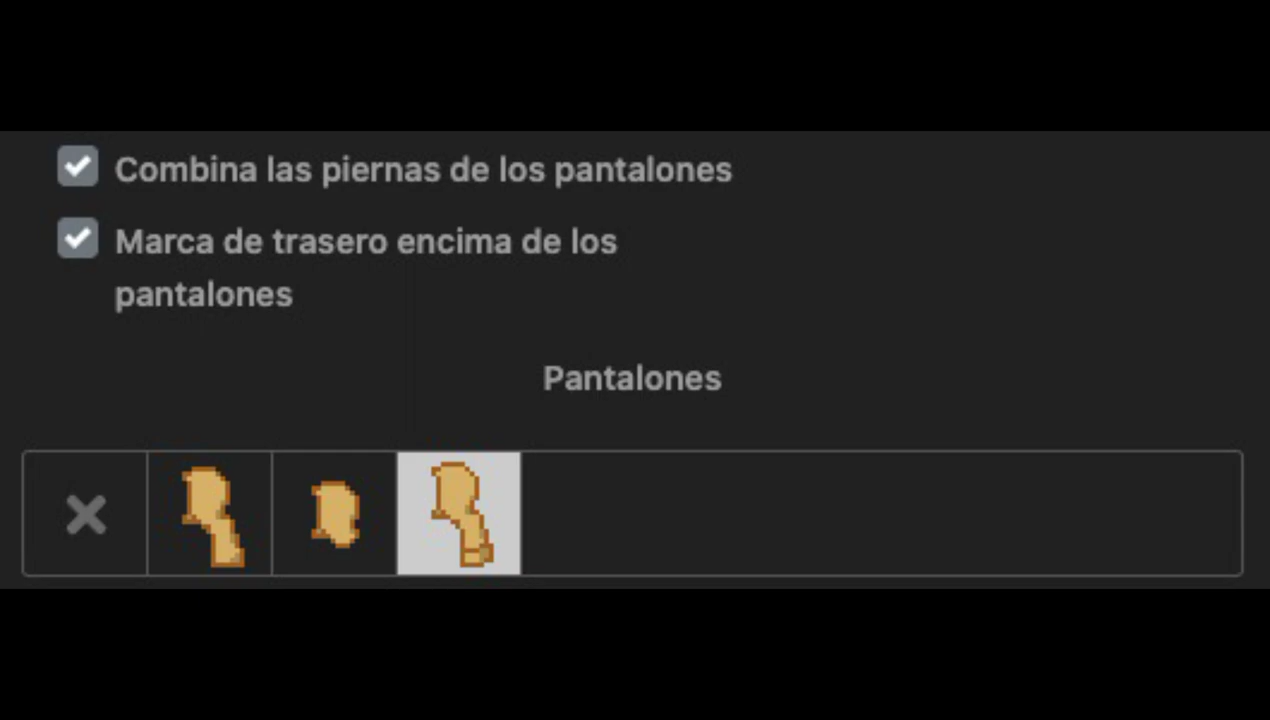 Combina las piernas de los pantalones
Marca de trasero encima de los
pantalones
Pantalones